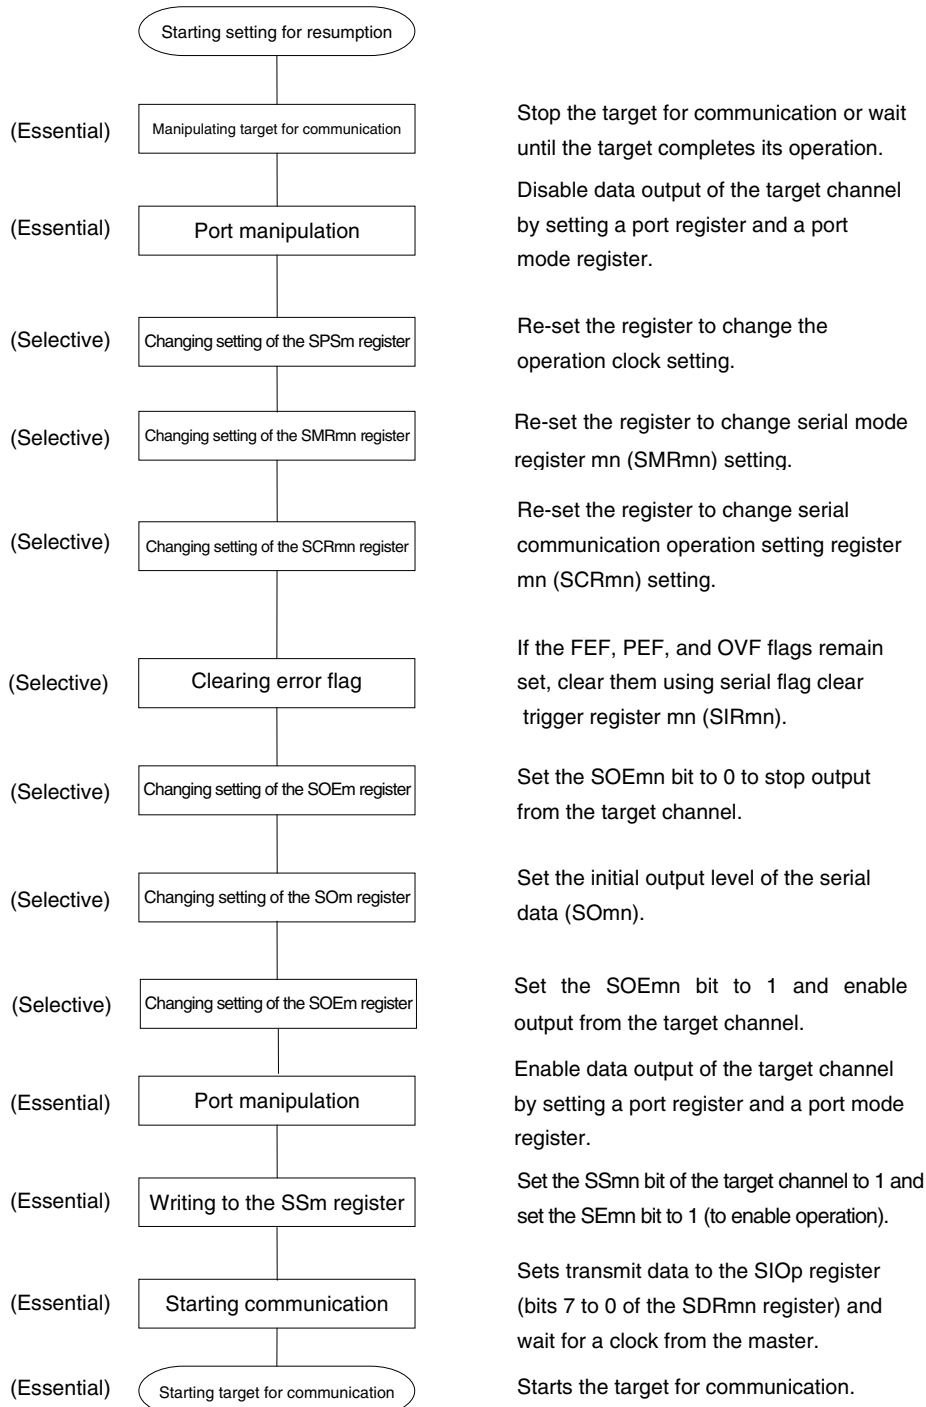 Starting setting for resumption
(Essential)
Manipulating target for communication
Stop the target for communication or wait
until the target completes its operation.
(Essential)
Port manipulation
Disable data output of the target channel
by setting a port register and a port
mode register.
(Selective)
Changing setting of the SPSm register
Re-set the register to change the
operation clock setting.
(Selective)
Changing setting of the SMRmn register
Re-set the register to change serial mode
register mn (SMRmn) setting.
(Selective)
Changing setting of the SCRmn register
Re-set the register to change serial
communication operation setting register
mn (SCRmn) setting.
(Selective)
Clearing error flag
If the FEF, PEF, and OVF flags remain
set, clear them using serial flag clear
trigger register mn (SIRmn).
(Selective)
Changing setting of the SOEm register
Set the SOEmn bit to 0 to stop output
from the target channel.
(Selective)
Changing setting of the SOm register
Set the initial output level of the serial
data (SOmn).
(Selective)
Changing setting of the SOEm register
Set the SOEmn bit to 1 and enable
output from the target channel.
(Essential)
Port manipulation
Enable data output of the target channel
by setting a port register and a port mode
register.
(Essential)
Writing to the SSm register
Set the SSmn bit of the target channel to 1 and
set the SEmn bit to 1 (to enable operation).
(Essential)
Starting communication
Sets transmit data to the SIOp register
(bits 7 to 0 of the SDRmn register) and
wait for a clock from the master.
(Essential)
Starting target for communication
Starts the target for communication.